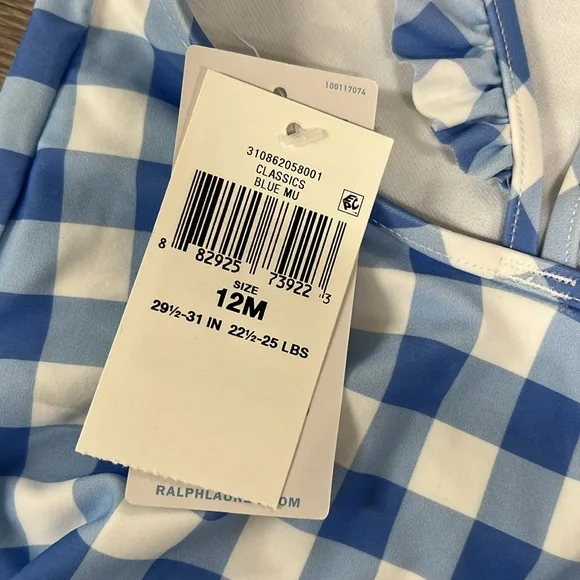 100117074
310862058001
CLASSICS
BLUE MU
8 82925 73922 3
SIZE
12M
29½-31 IN 22½-25 LBS